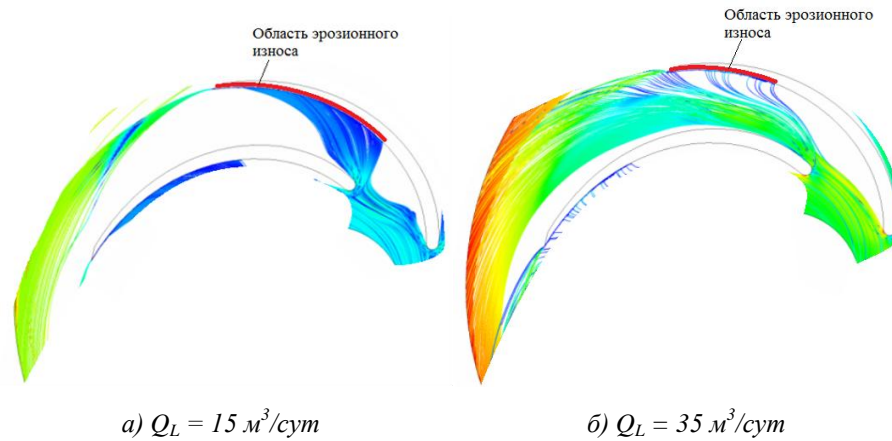 Область эрозионного
износа
Область эрозионного
износа
а) Q_L = 15 м³/сут
б) Q_L = 35 м³/сут